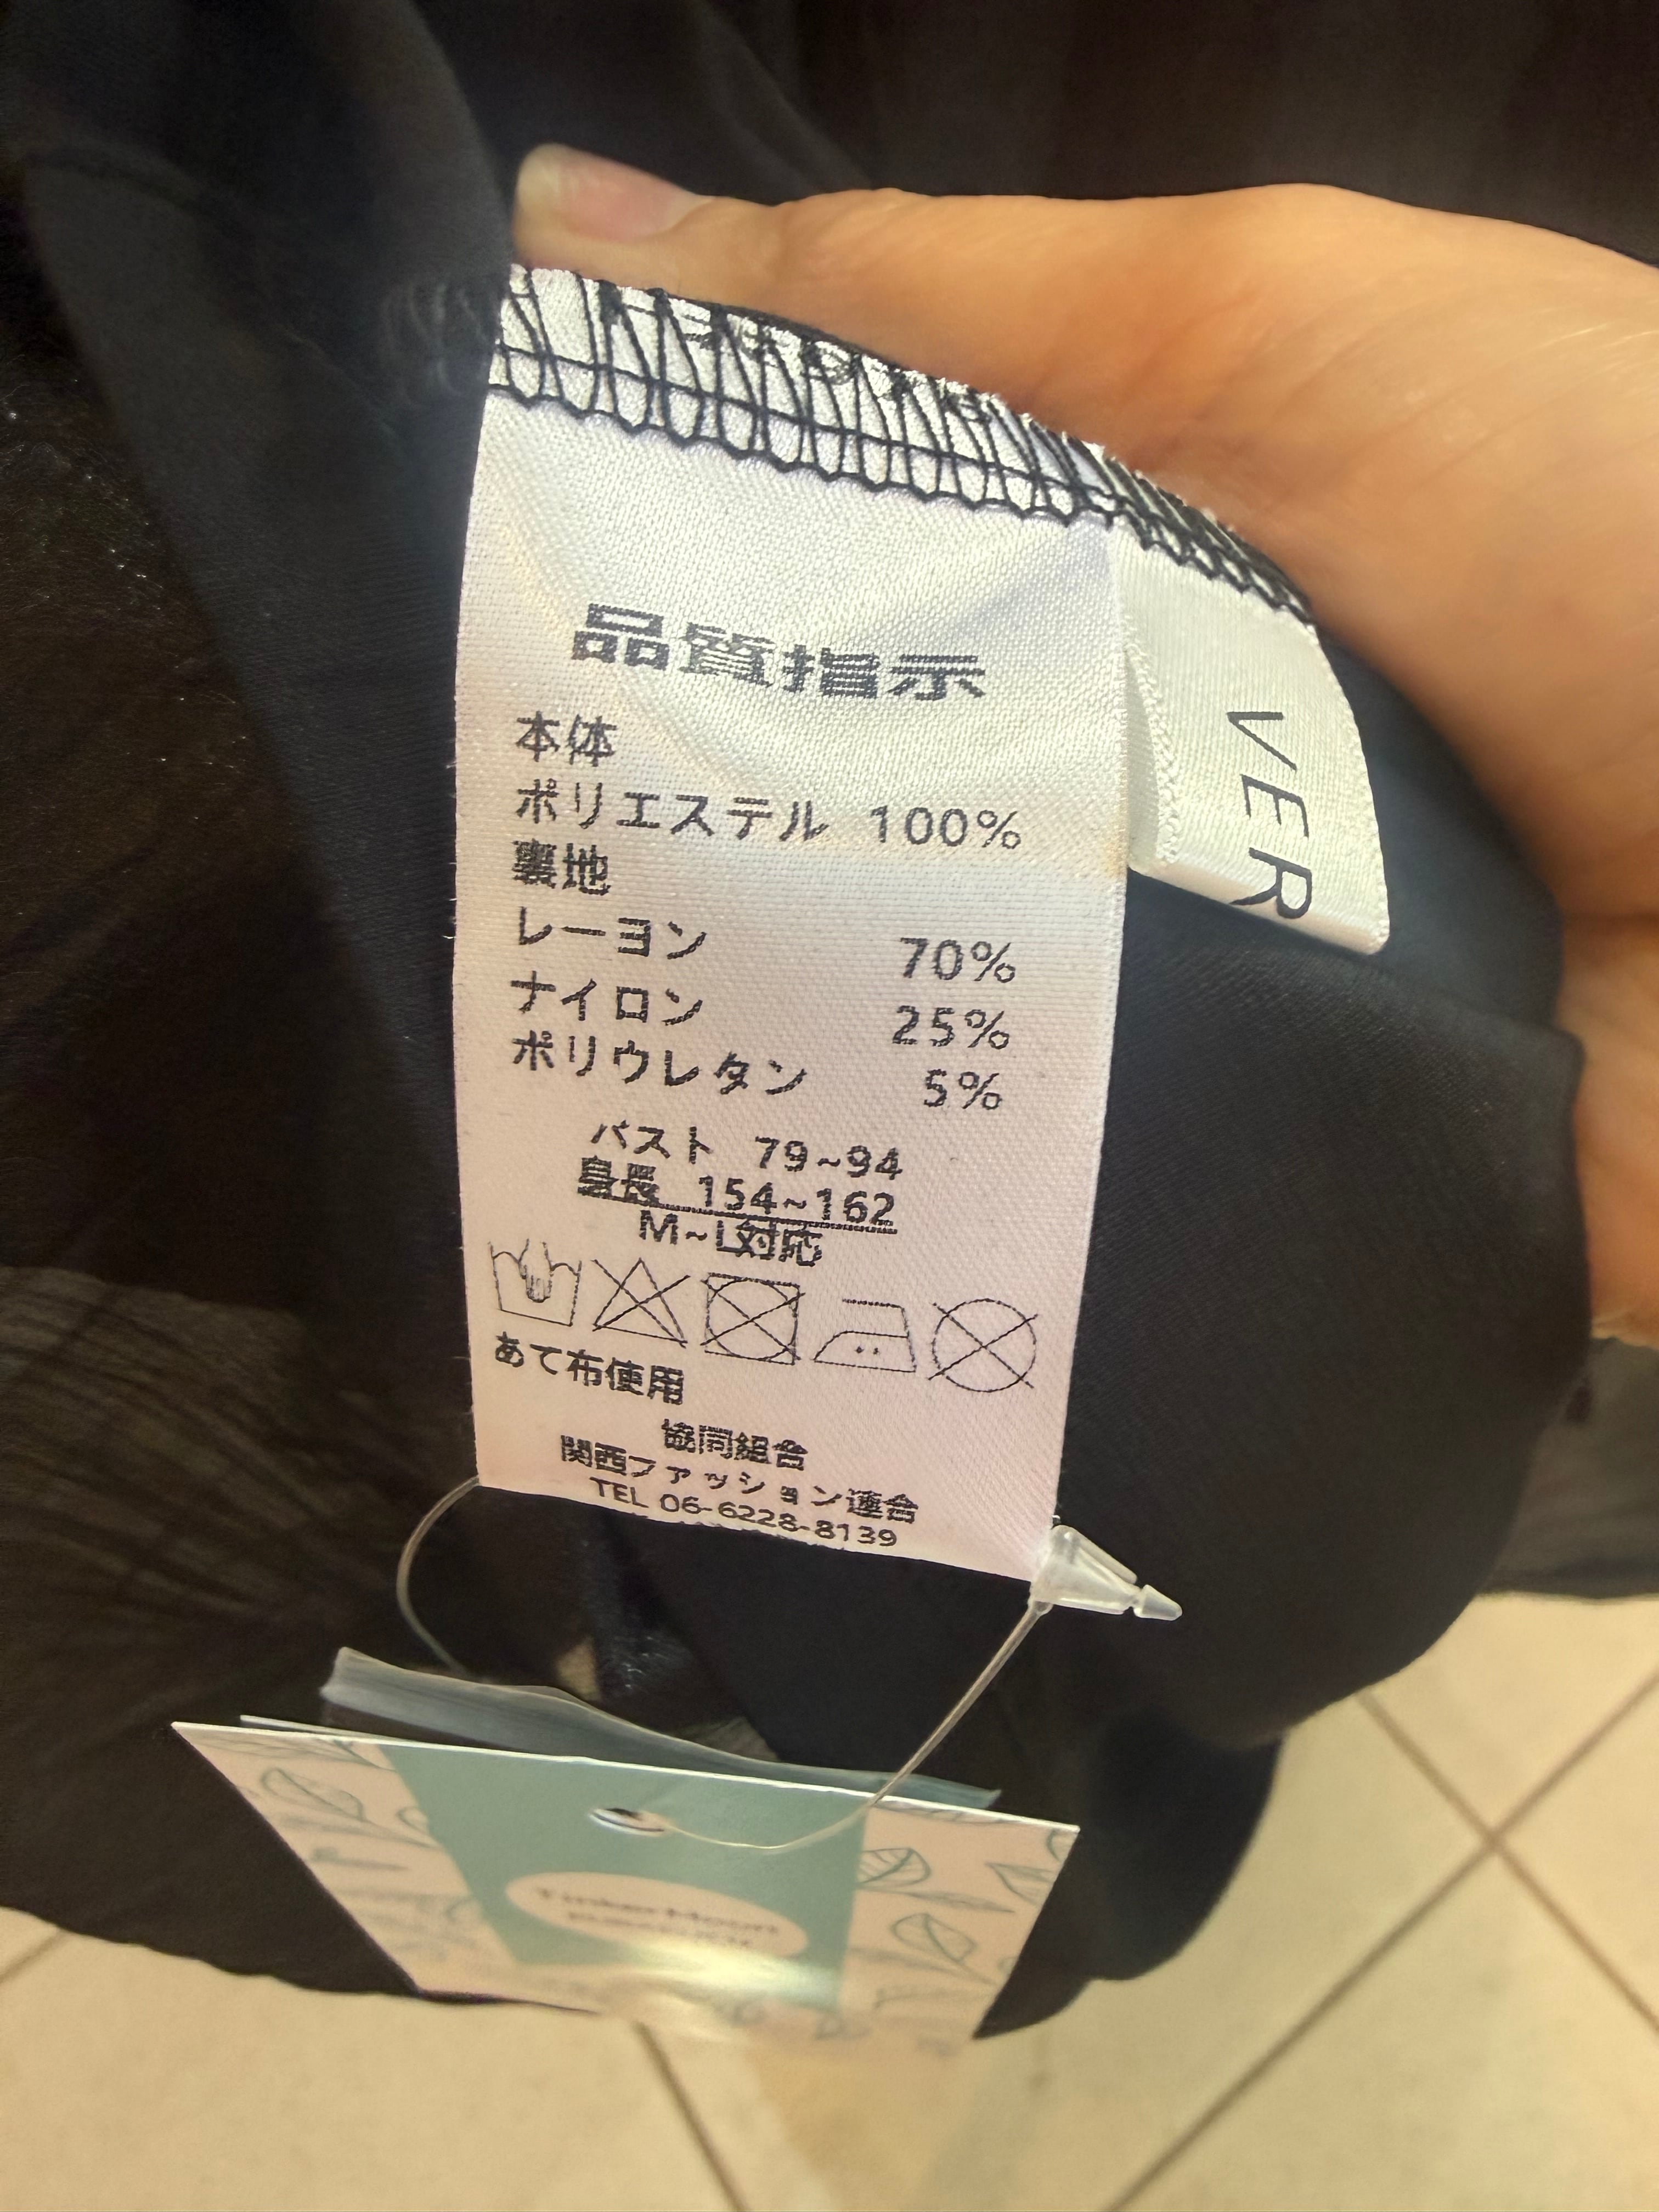 品質指示
本体
ポリエステル 100%
裏地
レーヨン 70%
ナイロン 25%
ポリウレタン 5%
バスト 79~94
身長 154~162
M~L対応
あて布使用
協同組合
関西ファッション連合
TEL 06-6228-8139
VER